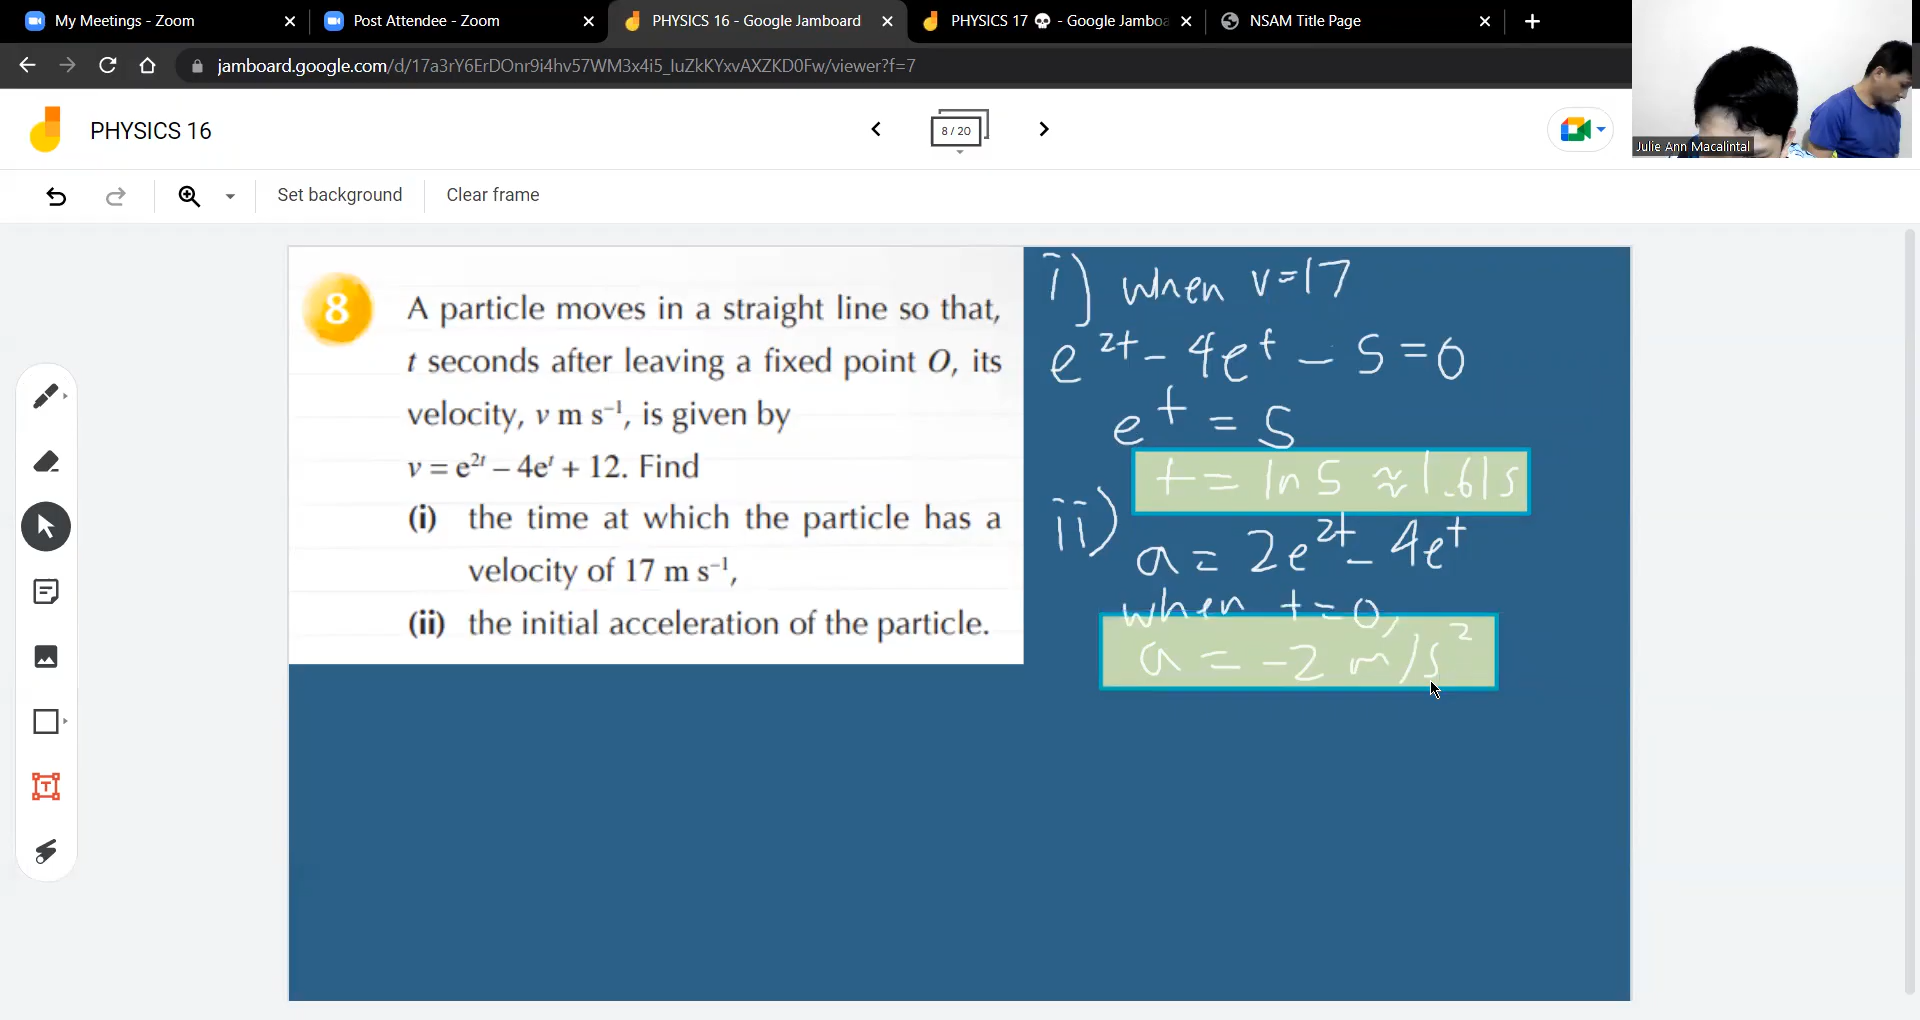 My Meetings - Zoom
Post Attendee - Zoom
PHYSICS 16 - Google Jamboard
PHYSICS 17 💀 - Google Jambo
NSAM Title Page
jamboard.google.com/d/17a3rY6ErDOnr9i4hv57WM3x4i5_IuZkKYxvAXZKD0Fw/viewer?f=7
Julie Ann Macalintal
PHYSICS 16
8 / 20
Set background
Clear frame
8
A particle moves in a straight line so that,
t seconds after leaving a fixed point O, its
velocity, v m s⁻¹, is given by
v = e²ᵗ – 4eᵗ + 12. Find
(i) the time at which the particle has a
velocity of 17 m s⁻¹,
(ii) the initial acceleration of the particle.
i) when v=17
e²ᵗ - 4eᵗ - 5 = 0
eᵗ = 5
t = ln 5 ≈ 1.61s
ii)
a = 2e²ᵗ - 4eᵗ
when t=0,
a = -2 m/s²
T